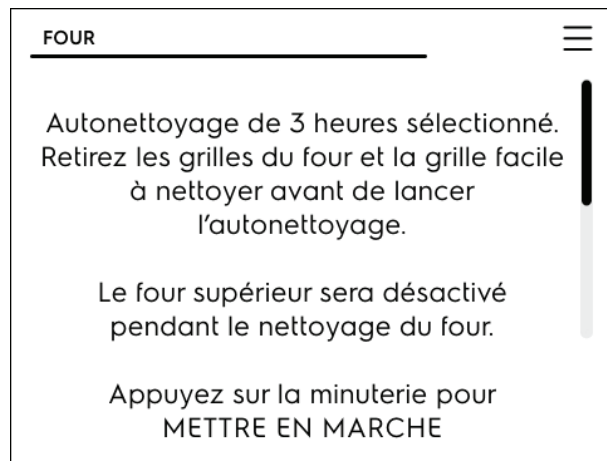 FOUR
Autonettoyage de 3 heures sélectionné.
Retirez les grilles du four et la grille facile
à nettoyer avant de lancer
l'autonettoyage.
Le four supérieur sera désactivé
pendant le nettoyage du four.
Appuyez sur la minuterie pour
METTRE EN MARCHE